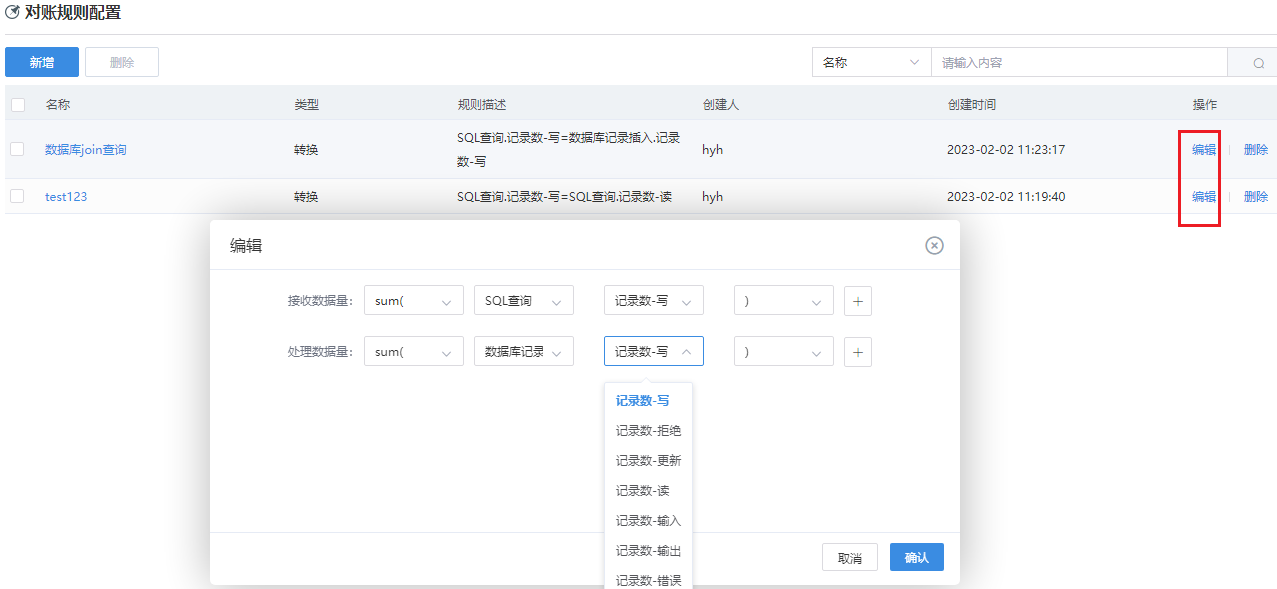 对账规则配置
新增 删除 名称 请输入内容
名称 类型 规则描述 创建人 创建时间 操作
数据库join查询 转换 SQL查询.记录数-写=数据库记录插入.记录数-写 hyh 2023-02-02 11:23:17 编辑 删除
test123 转换 SQL查询.记录数-写=SQL查询.记录数-读 hyh 2023-02-02 11:19:40 编辑 删除
编辑
接收数据量: sum( SQL查询 记录数-写 ) +
处理数据量: sum( 数据库记录 记录数-写 ) +
记录数-写
记录数-拒绝
记录数-更新
记录数-读
记录数-输入
记录数-输出
记录数-错误
取消 确认